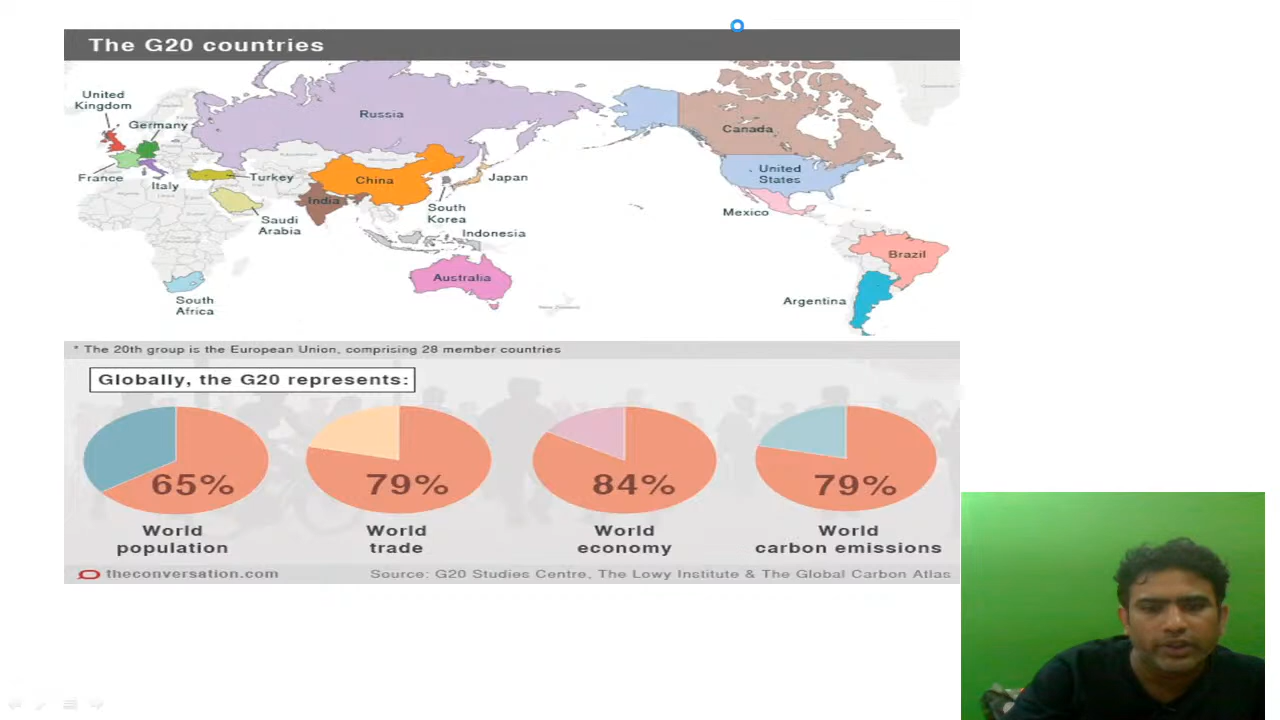 The G20 countries
United
Kingdom
Germany
Russia
Canada
France
Italy
Turkey
China
Japan
United
States
India
South
Korea
Mexico
Saudi
Arabia
Indonesia
Brazil
Australia
South
Africa
Argentina
New Zealand
* The 20th group is the European Union, comprising 28 member countries
Globally, the G20 represents:
65%
79%
84%
79%
World
population
World
trade
World
economy
World
carbon emissions
theconversation.com
Source: G20 Studies Centre, The Lowy Institute & The Global Carbon Atlas